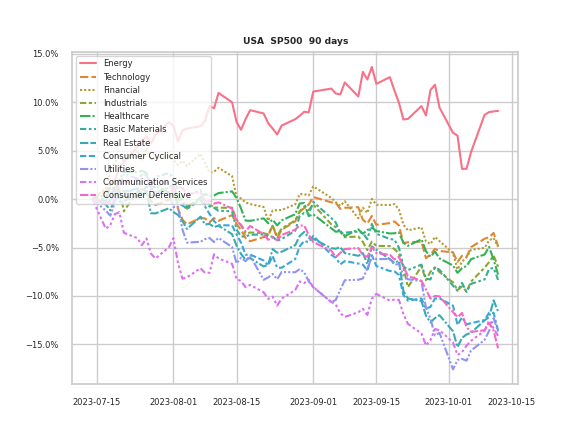 USA SP500 90 days
15.0%
10.0%
5.0%
0.0%
−5.0%
−10.0%
−15.0%
Energy
Technology
Financial
Industrials
Healthcare
Basic Materials
Real Estate
Consumer Cyclical
Utilities
Communication Services
Consumer Defensive
2023-07-15 2023-08-01 2023-08-15 2023-09-01 2023-09-15 2023-10-01 2023-10-15